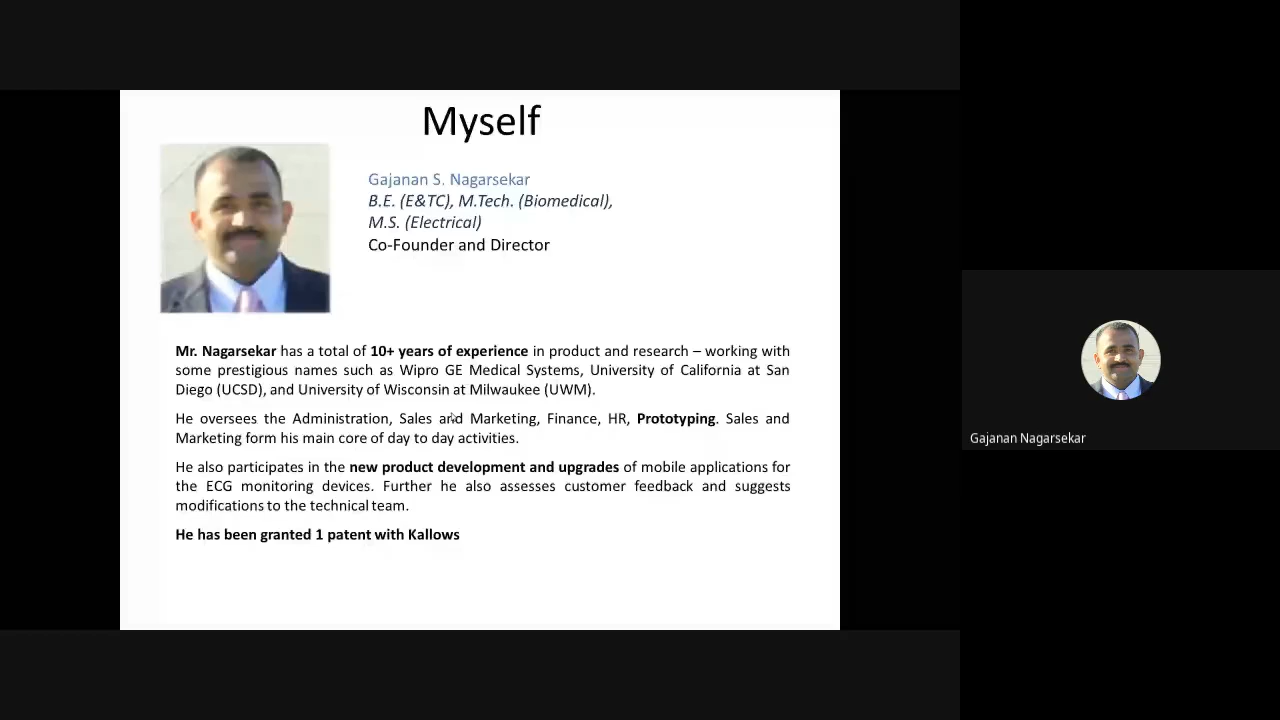 Myself
Gajanan S. Nagarsekar
B.E. (E&TC), M.Tech. (Biomedical),
M.S. (Electrical)
Co-Founder and Director
Mr. Nagarsekar has a total of 10+ years of experience in product and research – working with
some prestigious names such as Wipro GE Medical Systems, University of California at San
Diego (UCSD), and University of Wisconsin at Milwaukee (UWM).
He oversees the Administration, Sales and Marketing, Finance, HR, Prototyping. Sales and
Marketing form his main core of day to day activities.
He also participates in the new product development and upgrades of mobile applications for
the ECG monitoring devices. Further he also assesses customer feedback and suggests
modifications to the technical team.
He has been granted 1 patent with Kallows
Gajanan Nagarsekar